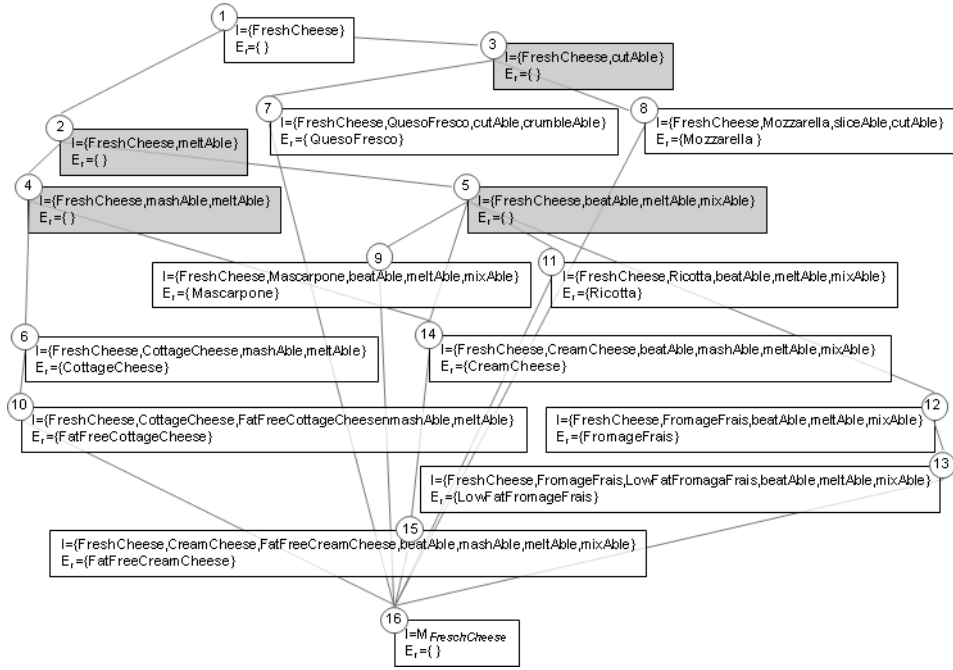 1
I={FreshCheese}
Er={ }
3
I={FreshCheese,cutAble}
Er={ }
7
I={FreshCheese,QuesoFresco,cutAble,crumbleAble}
Er={QuesoFresco}
8
I={FreshCheese,Mozzarella,sliceAble,cutAble}
Er={Mozzarella }
2
I={FreshCheese,meltAble}
Er={ }
4
I={FreshCheese,mashAble,meltAble}
Er={ }
5
I={FreshCheese,beatAble,meltAble,mixAble}
Er={ }
9
I={FreshCheese,Mascarpone,beatAble,meltAble,mixAble}
Er={Mascarpone}
11
I={FreshCheese,Ricotta,beatAble,meltAble,mixAble}
Er={Ricotta}
6
I={FreshCheese,CottageCheese,mashAble,meltAble}
Er={CottageCheese}
14
I={FreshCheese,CreamCheese,beatAble,mashAble,meltAble,mixAble}
Er={CreamCheese}
10
I={FreshCheese,CottageCheese,FatFreeCottageCheesenmashAble,meltAble}
Er={FatFreeCottageCheese}
12
I={FreshCheese,FromageFrais,beatAble,meltAble,mixAble}
Er={FromageFrais}
13
I={FreshCheese,FromageFrais,LowFatFromagaFrais,beatAble,meltAble,mixAble}
Er={LowFatFromageFrais}
15
I={FreshCheese,CreamCheese,FatFreeCreamCheese,beatAble,mashAble,meltAble,mixAble}
Er={FatFreeCreamCheese}
16
I=MFreschCheese
Er={ }